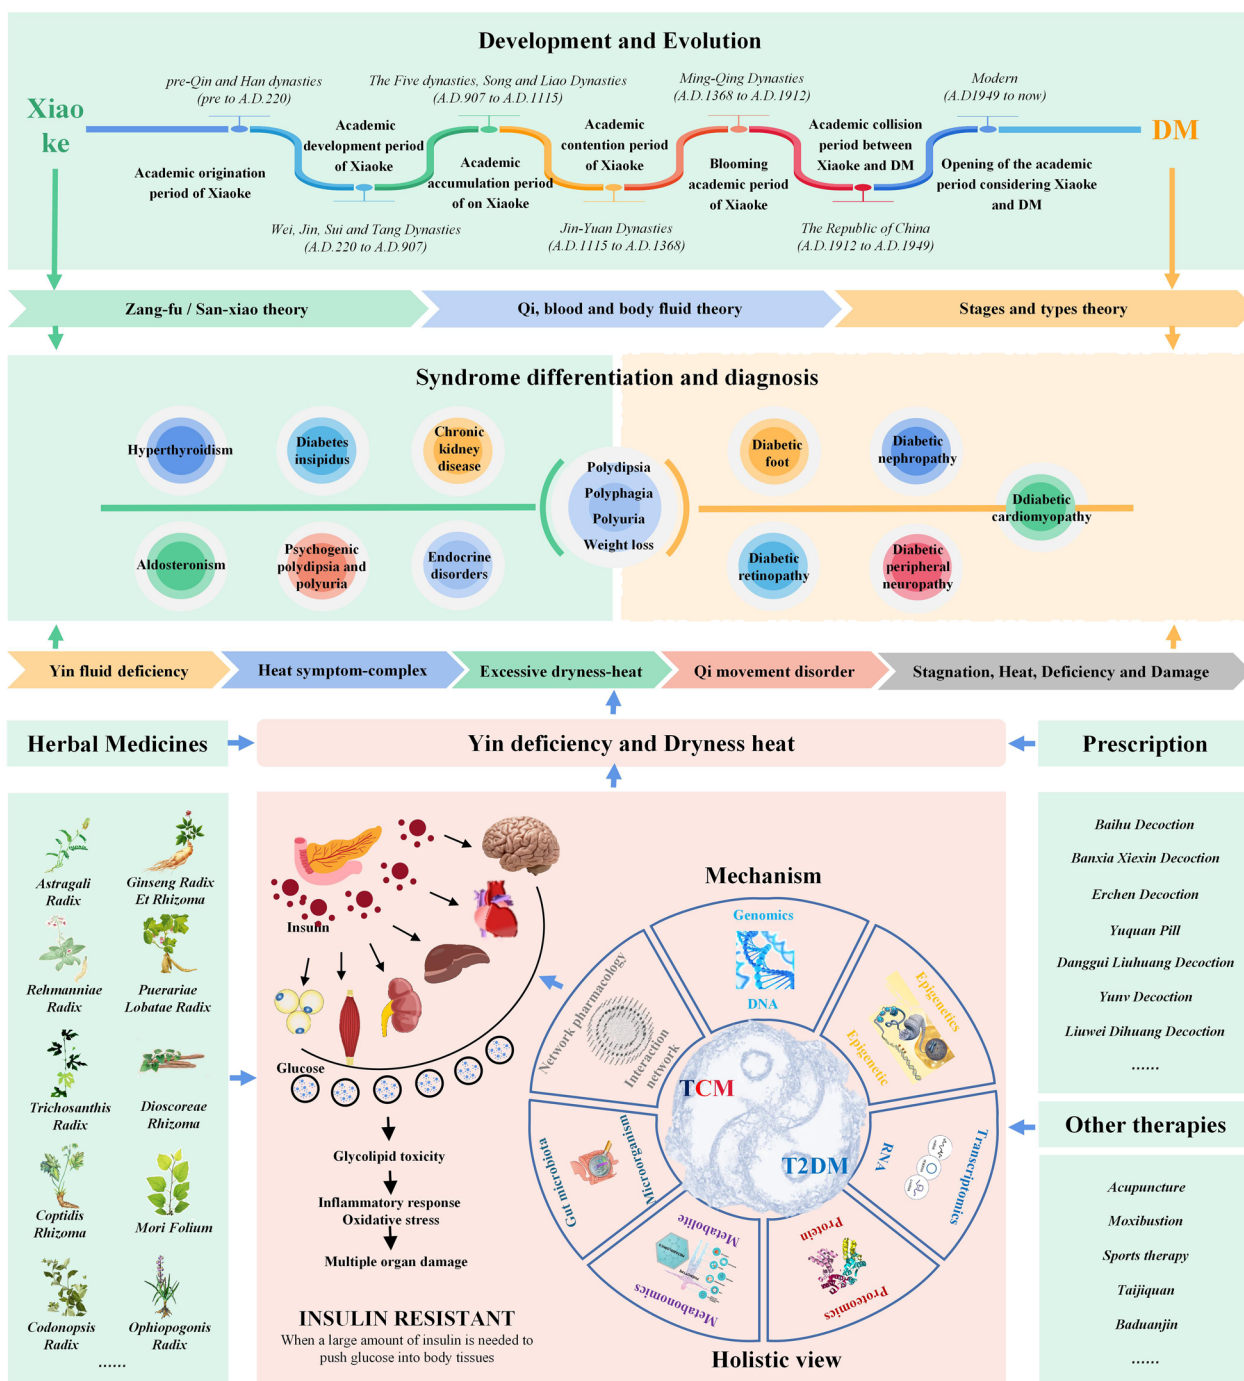 Development and Evolution
Xiao
ke
pre-Qin and Han dynasties
(pre to A.D.220)
Academic origination
period of Xiaoke
Academic
development period
of Xiaoke
Wei, Jin, Sui and Tang Dynasties
(A.D.220 to A.D.907)
The Five dynasties, Song and Liao Dynasties
(A.D.907 to A.D.1115)
Academic
accumulation period
of on Xiaoke
Academic
contention period
of Xiaoke
Jin-Yuan Dynasties
(A.D.1115 to A.D.1368)
Ming-Qing Dynasties
(A.D.1368 to A.D.1912)
Blooming
academic period
of Xiaoke
Academic collision
period between
Xiaoke and DM
The Republic of China
(A.D.1912 to A.D.1949)
Modern
(A.D1949 to now)
Opening of the academic
period considering Xiaoke
and DM
DM
Zang-fu / San-xiao theory
Qi, blood and body fluid theory
Stages and types theory
Syndrome differentiation and diagnosis
Hyperthyroidism
Diabetes
insipidus
Chronic
kidney
disease
Aldosteronism
Psychogenic
polydipsia and
polyuria
Endocrine
disorders
Polydipsia
Polyphagia
Polyuria
Weight loss
Diabetic
foot
Diabetic
nephropathy
Ddiabetic
cardiomyopathy
Diabetic
retinopathy
Diabetic
peripheral
neuropathy
Yin fluid deficiency
Heat symptom-complex
Excessive dryness-heat
Qi movement disorder
Stagnation, Heat, Deficiency and Damage
Herbal Medicines
Yin deficiency and Dryness heat
Prescription
Astragali
Radix
Ginseng Radix
Et Rhizoma
Rehmanniae
Radix
Puerariae
Lobatae Radix
Trichosanthis
Radix
Dioscoreae
Rhizoma
Coptidis
Rhizoma
Mori Folium
Codonopsis
Radix
Ophiopogonis
Radix
......
Insulin
Glucose
Glycolipid toxicity
Inflammatory response
Oxidative stress
Multiple organ damage
INSULIN RESISTANT
When a large amount of insulin is needed to
push glucose into body tissues
Mechanism
Genomics
DNA
Epigenetics
Epigenetic
Transcriptomics
RNA
Protein
Proteomics
Metabolite
Metabonomics
Microorganism
Gut microbiota
Network pharmacology
Interaction
network
TCM
T2DM
Holistic view
Baihu Decoction
Banxia Xiexin Decoction
Erchen Decoction
Yuquan Pill
Danggui Liuhuang Decoction
Yunv Decoction
Liuwei Dihuang Decoction
......
Other therapies
Acupuncture
Moxibustion
Sports therapy
Taijiquan
Baduanjin
......